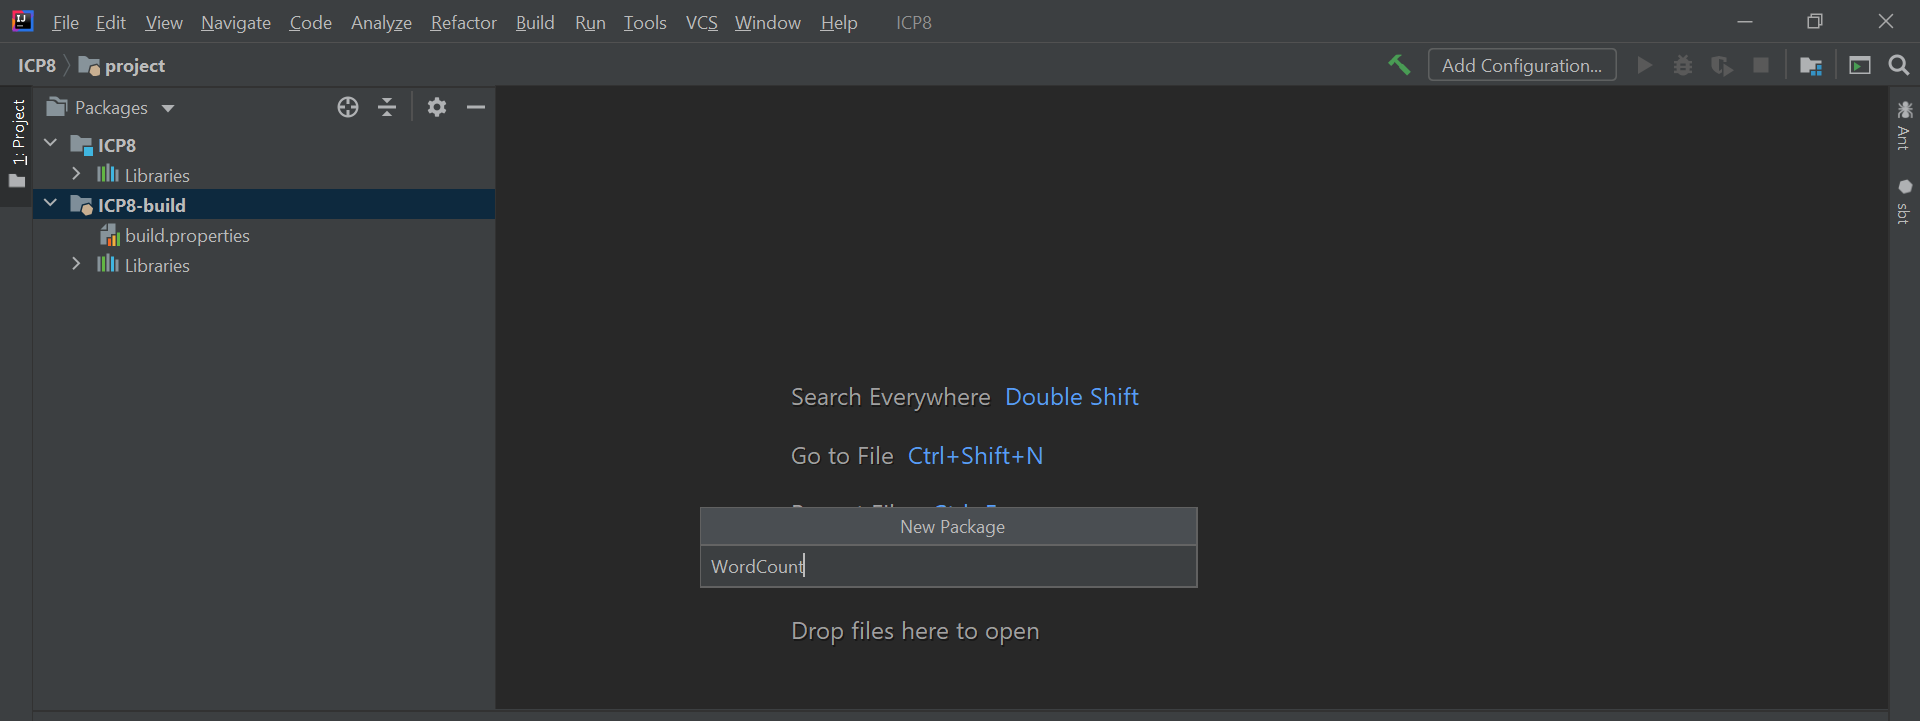 File Edit View Navigate Code Analyze Refactor Build Run Tools VCS Window Help ICP8
ICP8 project
Add Configuration...
1: Project
Packages
ICP8
Libraries
ICP8-build
build.properties
Libraries
Ant
sbt
Search Everywhere Double Shift
Go to File Ctrl+Shift+N
New Package
WordCount
Drop files here to open